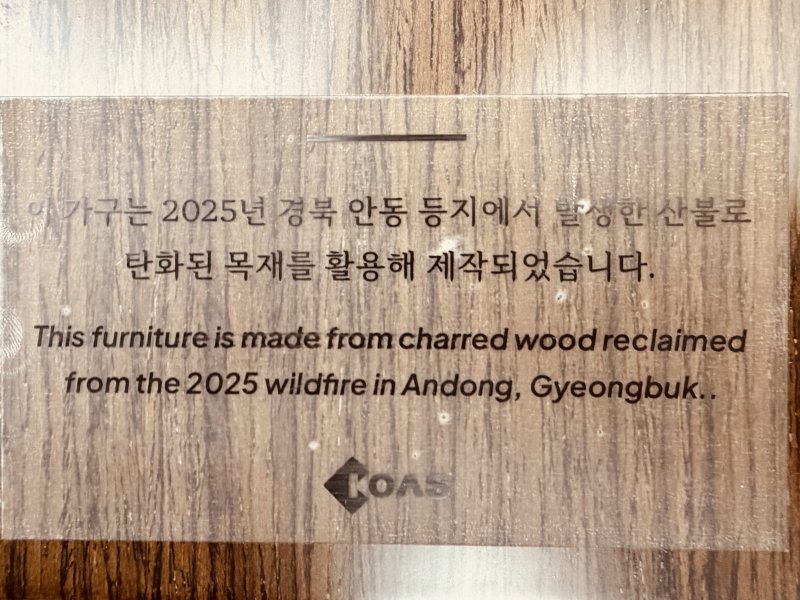 이 가구는 2025년 경북 안동 등지에서 발생한 산불로
탄화된 목재를 활용해 제작되었습니다.
This furniture is made from charred wood reclaimed
from the 2025 wildfire in Andong, Gyeongbuk..
KOAS